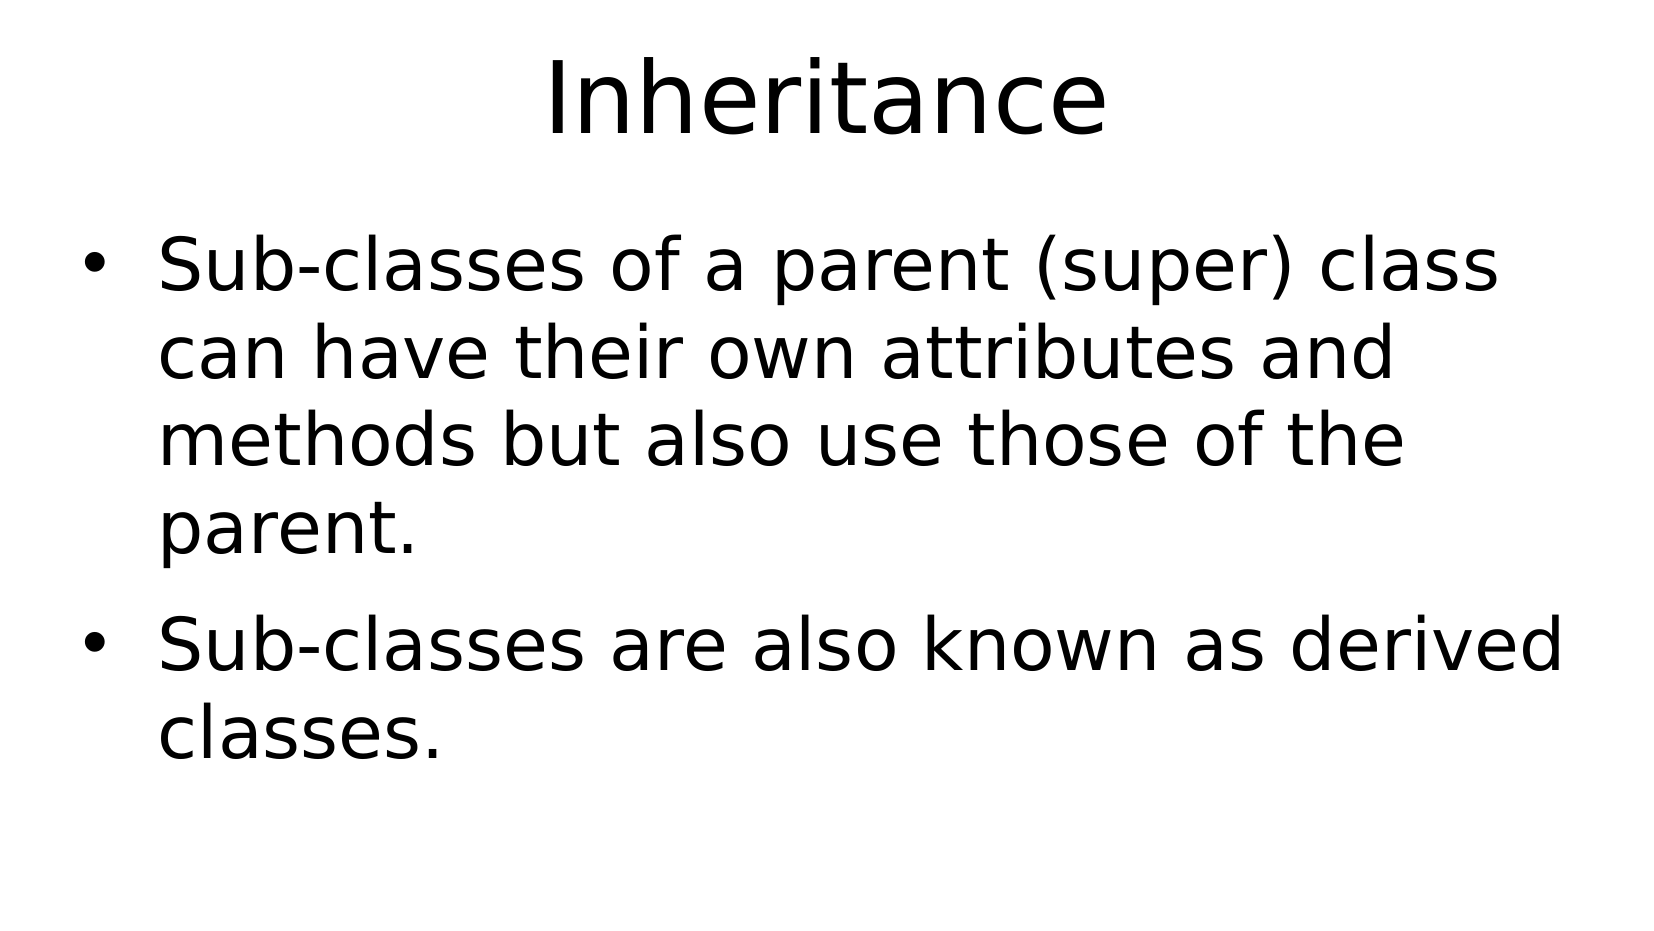 Inheritance
• Sub-classes of a parent (super) class
can have their own attributes and
methods but also use those of the
parent.
• Sub-classes are also known as derived
classes.